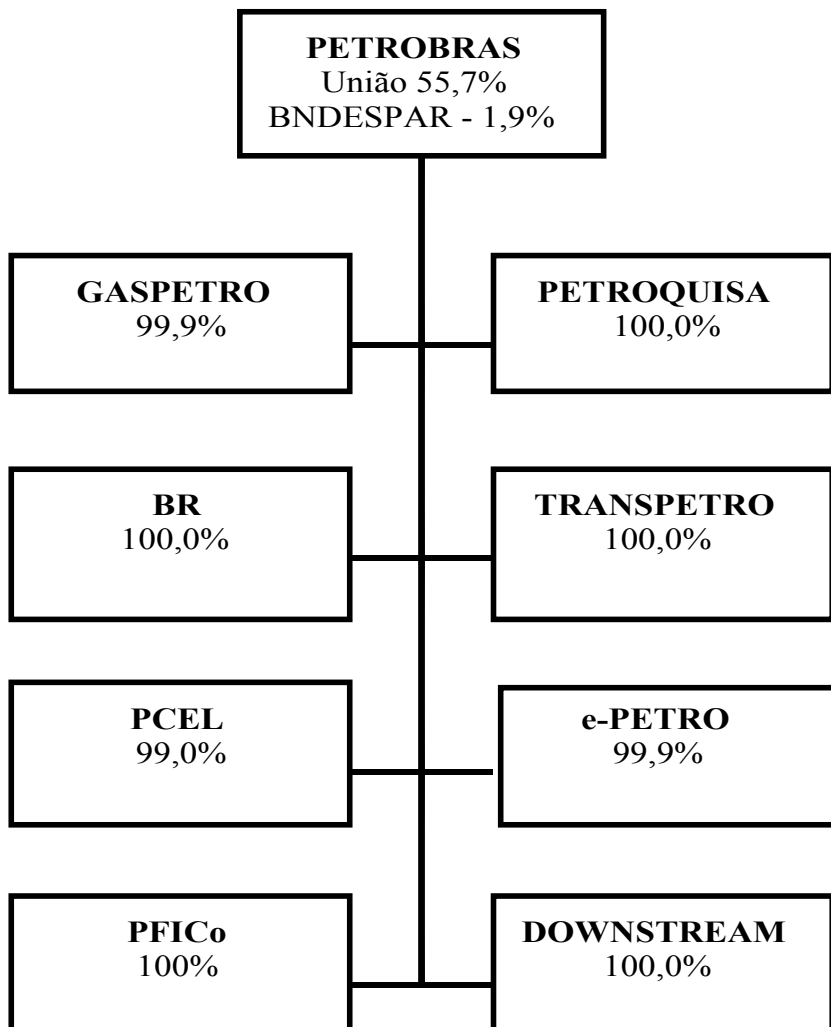 PETROBRAS
União 55,7%
BNDESPAR - 1,9%
GASPETRO
99,9%
PETROQUISA
100,0%
BR
100,0%
TRANSPETRO
100,0%
PCEL
99,0%
e-PETRO
99,9%
PFICo
100%
DOWNSTREAM
100,0%